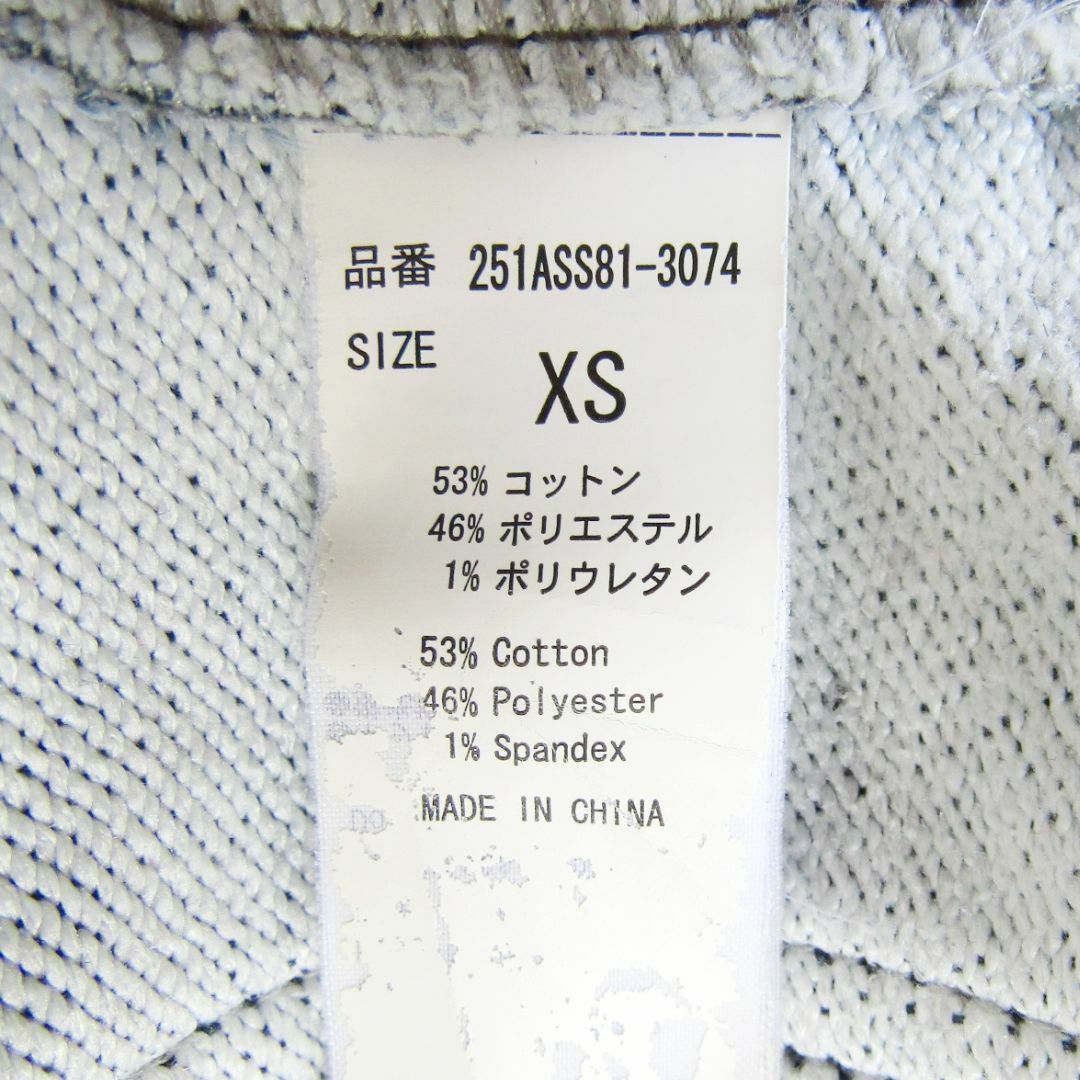 品番 251ASS81-3074
SIZE
XS
53% コットン
46% ポリエステル
1% ポリウレタン
53% Cotton
46% Polyester
1% Spandex
MADE IN CHINA